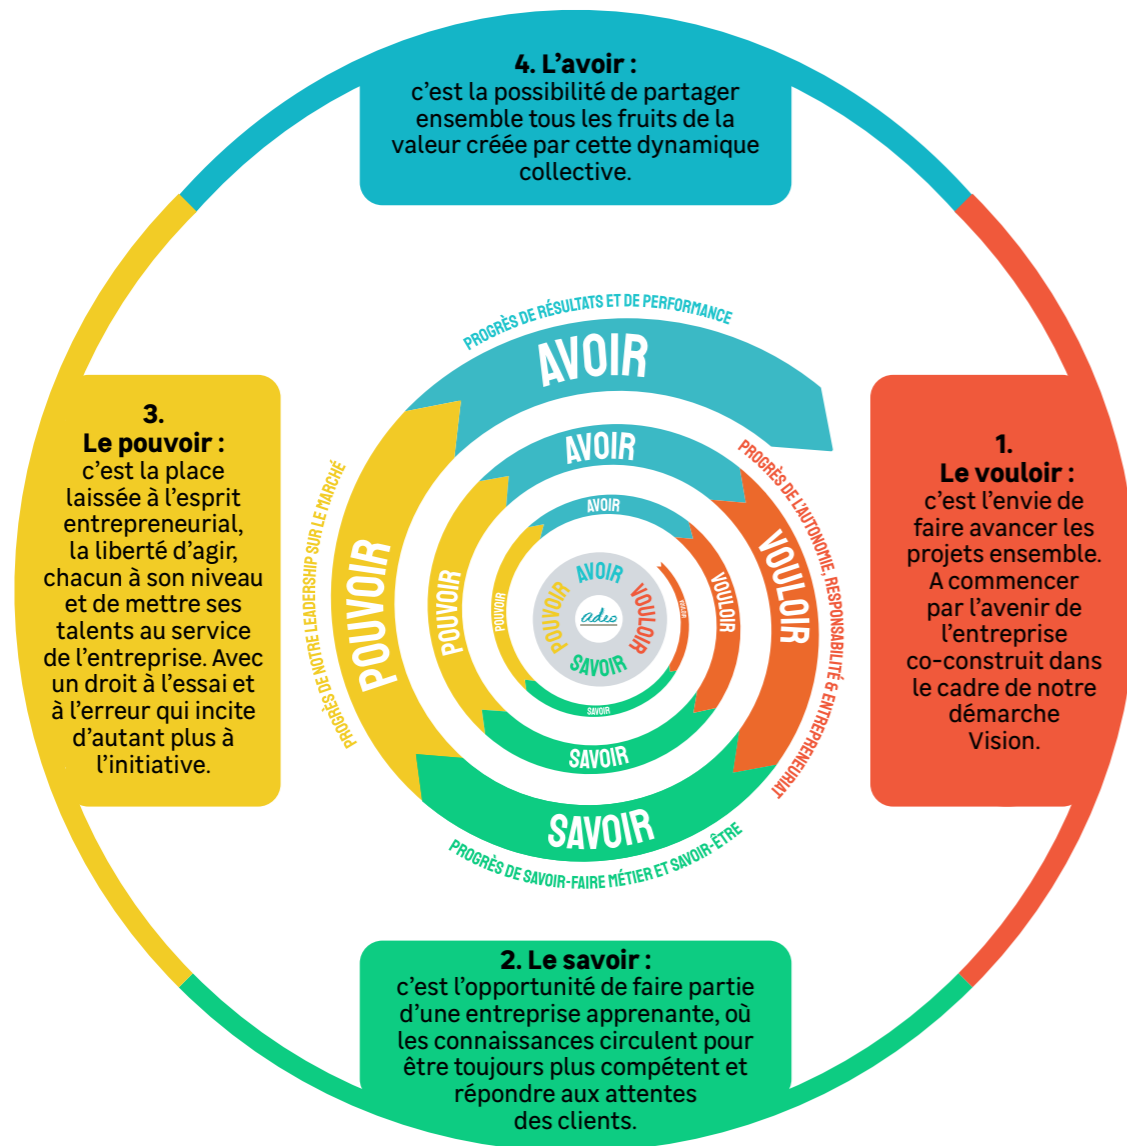 4. L’avoir :
c’est la possibilité de partager
ensemble tous les fruits de la
valeur créée par cette dynamique
collective.
1.
Le vouloir :
c’est l’envie de
faire avancer les
projets ensemble.
A commencer
par l’avenir de
l’entreprise
co-construit dans
le cadre de notre
démarche
Vision.
2. Le savoir :
c’est l’opportunité de faire partie
d’une entreprise apprenante, où
les connaissances circulent pour
être toujours plus compétent et
répondre aux attentes
des clients.
3.
Le pouvoir :
c’est la place
laissée à l’esprit
entrepreneurial,
la liberté d’agir,
chacun à son niveau
et de mettre ses
talents au service
de l’entreprise. Avec
un droit à l’essai et
à l’erreur qui incite
d’autant plus à
l’initiative.
PROGRÈS DE RÉSULTATS ET DE PERFORMANCE
AVOIR
AVOIR
AVOIR
AVOIR
PROGRÈS DE L’AUTONOMIE, RESPONSABILITÉ & ENTREPRENEURIAT
VOULOIR
VOULOIR
VOULOIR
VOULOIR
PROGRÈS DE NOTRE LEADERSHIP SUR LE MARCHÉ
POUVOIR
POUVOIR
POUVOIR
POUVOIR
adeo
SAVOIR
SAVOIR
SAVOIR
SAVOIR
PROGRÈS DE SAVOIR-FAIRE MÉTIER ET SAVOIR-ÊTRE